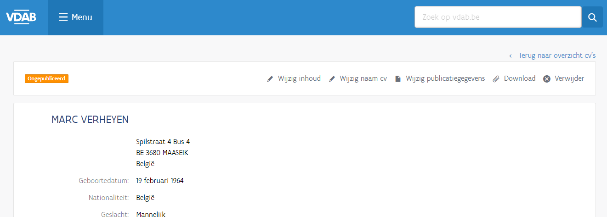 VDAB
Menu
Zoek op vdab.be
Terug naar overzicht cv's
Ongepubliceerd
Wijzig inhoud
Wijzig naam cv
Wijzig publicatiegegevens
Download
Verwijder
MARC VERHEYEN
Spilstraat 4 Bus 4
BE 3680 MAASEIK
België
Geboortedatum: 19 februari 1964
Nationaliteit: België
Geslacht: Mannelijk